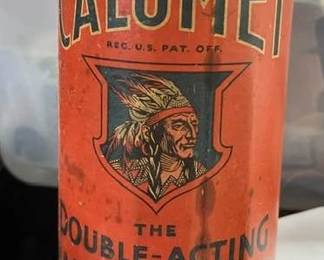 CALUMET
REG. U.S. PAT. OFF.
THE
DOUBLE-ACTING